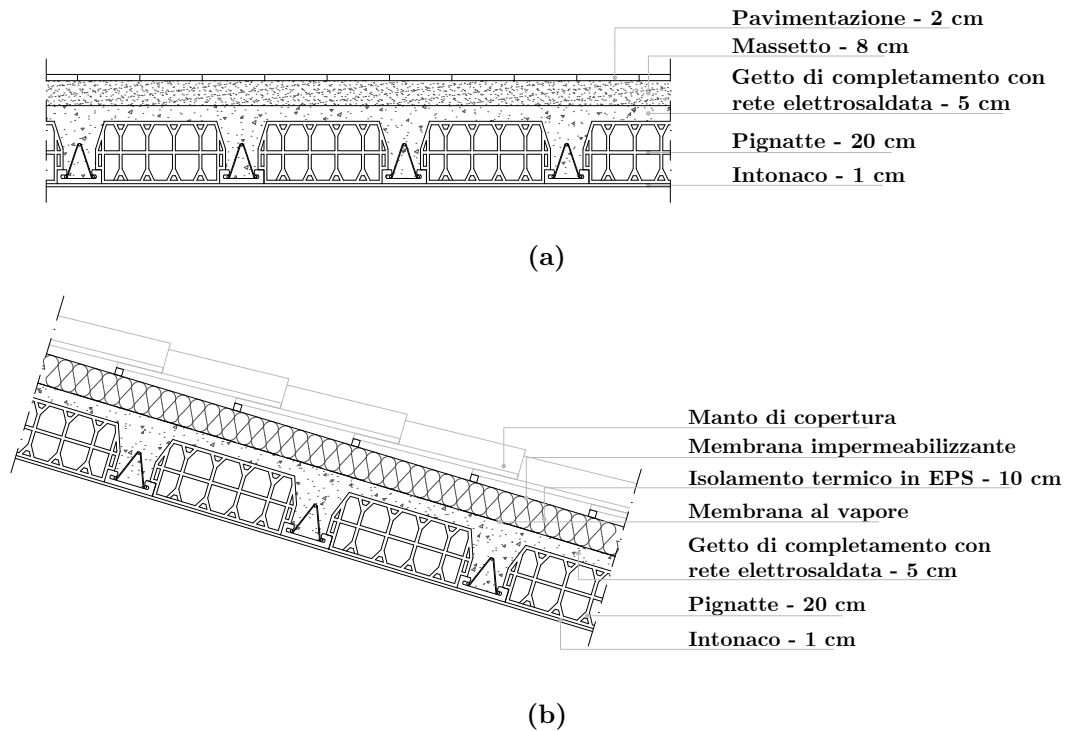 Pavimentazione - 2 cm
Massetto - 8 cm
Getto di completamento con
rete elettrosaldata - 5 cm
Pignatte - 20 cm
Intonaco - 1 cm
(a)
Manto di copertura
Membrana impermeabilizzante
Isolamento termico in EPS - 10 cm
Membrana al vapore
Getto di completamento con
rete elettrosaldata - 5 cm
Pignatte - 20 cm
Intonaco - 1 cm
(b)